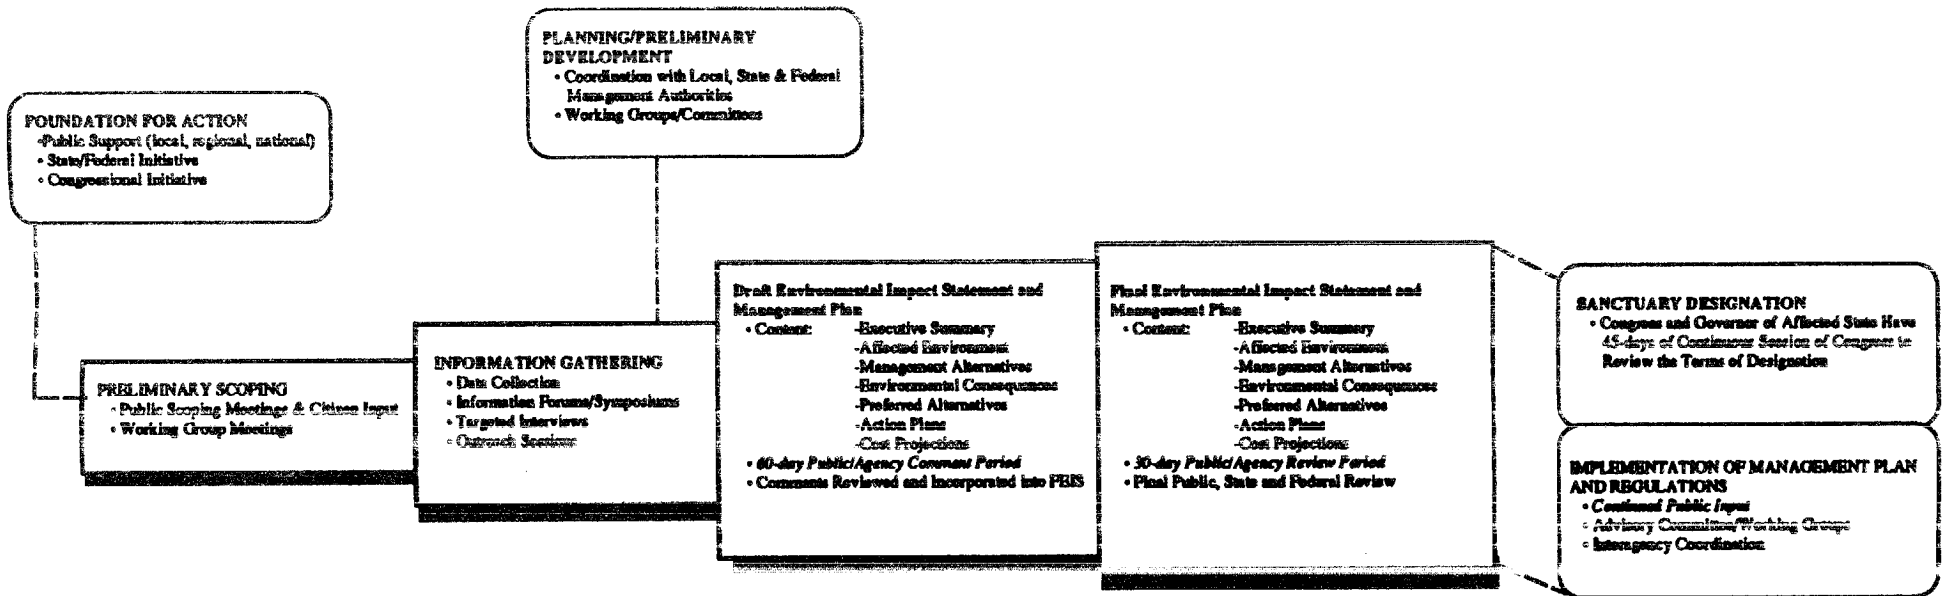 FOUNDATION FOR ACTION
-Public Support (local, regional, national)
• State/Federal Initiative
• Congressional Initiative
PLANNING/PRELIMINARY
DEVELOPMENT
• Coordination with Local, State & Federal
Management Authorities
• Working Groups/Committees
PRELIMINARY SCOPING
• Public Scoping Meetings & Citizen Input
• Working Group Meetings
INFORMATION GATHERING
• Data Collection
• Information Forums/Symposiums
• Targeted Interviews
• Outreach Sessions
Draft Environmental Impact Statement and
Management Plan
• Content: -Executive Summary
-Affected Environment
-Management Alternatives
-Environmental Consequences
-Preferred Alternatives
-Action Plans
-Cost Projections
• 60-day Public/Agency Comment Period
• Comments Reviewed and Incorporated into FEIS
Final Environmental Impact Statement and
Management Plan
• Content: -Executive Summary
-Affected Environment
-Management Alternatives
-Environmental Consequences
-Preferred Alternatives
-Action Plans
-Cost Projections
• 30-day Public/Agency Review Period
• Final Public, State and Federal Review
SANCTUARY DESIGNATION
• Congress and Governor of Affected State Have
45-days of Continuous Session of Congress to
Review the Terms of Designation
IMPLEMENTATION OF MANAGEMENT PLAN
AND REGULATIONS
• Continued Public Input
• Advisory Committee/Working Groups
• Interagency Coordination